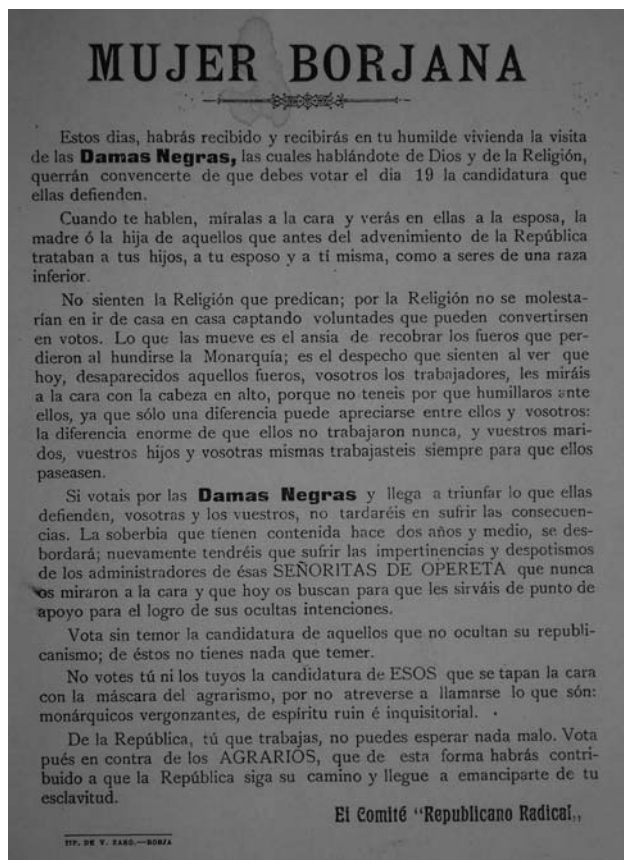 MUJER BORJANA
Estos dias, habrás recibido y recibirás en tu humilde vivienda la visita
de las Damas Negras, las cuales hablándote de Dios y de la Religión,
querrán convencerte de que debes votar el dia 19 la candidatura que
ellas defienden.
Cuando te hablen, míralas a la cara y verás en ellas a la esposa, la
madre ó la hija de aquellos que antes del advenimiento de la República
trataban a tus hijos, a tu esposo y a tí misma, como a seres de una raza
inferior.
No sienten la Religión que predican; por la Religión no se molesta-
rían en ir de casa en casa captando voluntades que pueden convertirsen
en votos. Lo que las mueve es el ansia de recobrar los fueros que per-
dieron al hundirse la Monarquía; es el despecho que sienten al ver que
hoy, desaparecidos aquellos fueros, vosotros los trabajadores, les miráis
a la cara con la cabeza en alto, porque no teneis por que humillaros ante
ellos, ya que sólo una diferencia puede apreciarse entre ellos y vosotros:
la diferencia enorme de que ellos no trabajaron nunca, y vuestros mari-
dos, vuestros hijos y vosotras mismas trabajasteis siempre para que ellos
paseasen.
Si votais por las Damas Negras y llega a triunfar lo que ellas
defienden, vosotras y los vuestros, no tardaréis en sufrir las consecuen-
cias. La soberbia que tienen contenida hace dos años y medio, se des-
bordará; nuevamente tendréis que sufrir las impertinencias y despotismos
de los administradores de ésas SEÑORITAS DE OPERETA que nunca
os miraron a la cara y que hoy os buscan para que les sirváis de punto de
apoyo para el logro de sus ocultas intenciones.
Vota sin temor la candidatura de aquellos que no ocultan su republi-
canismo; de éstos no tienes nada que temer.
No votes tú ni los tuyos la candidatura de ESOS que se tapan la cara
con la máscara del agrarismo, por no atreverse a llamarse lo que són:
monárquicos vergonzantes, de espíritu ruin é inquisitorial.
De la República, tú que trabajas, no puedes esperar nada malo. Vota
pués en contra de los AGRARIOS, que de esta forma habrás contri-
buido a que la República siga su camino y llegue a emanciparte de tu
esclavitud.
El Comité "Republicano Radical„
TIP. DE V. ZARO.—BORJA